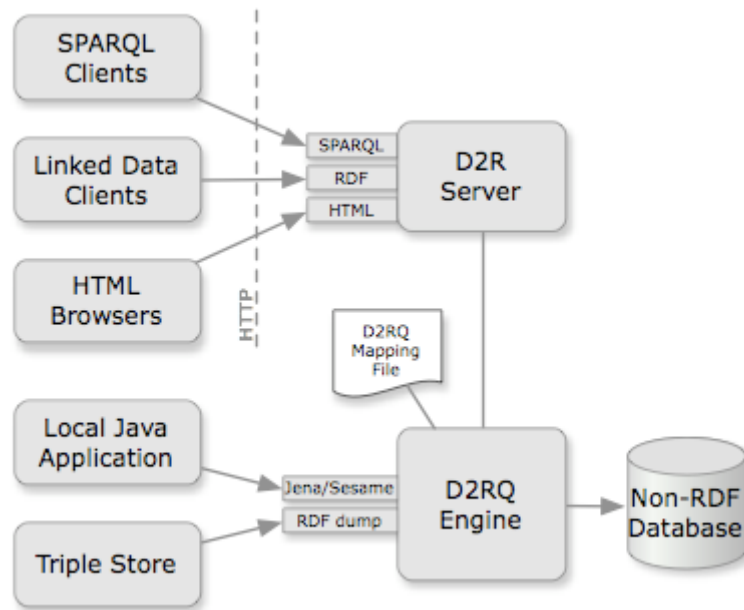 SPARQL
Clients
Linked Data
Clients
HTML
Browsers
HTTP
SPARQL
RDF
HTML
D2R
Server
D2RQ
Mapping
File
Local Java
Application
Triple Store
Jena/Sesame
RDF dump
D2RQ
Engine
Non-RDF
Database